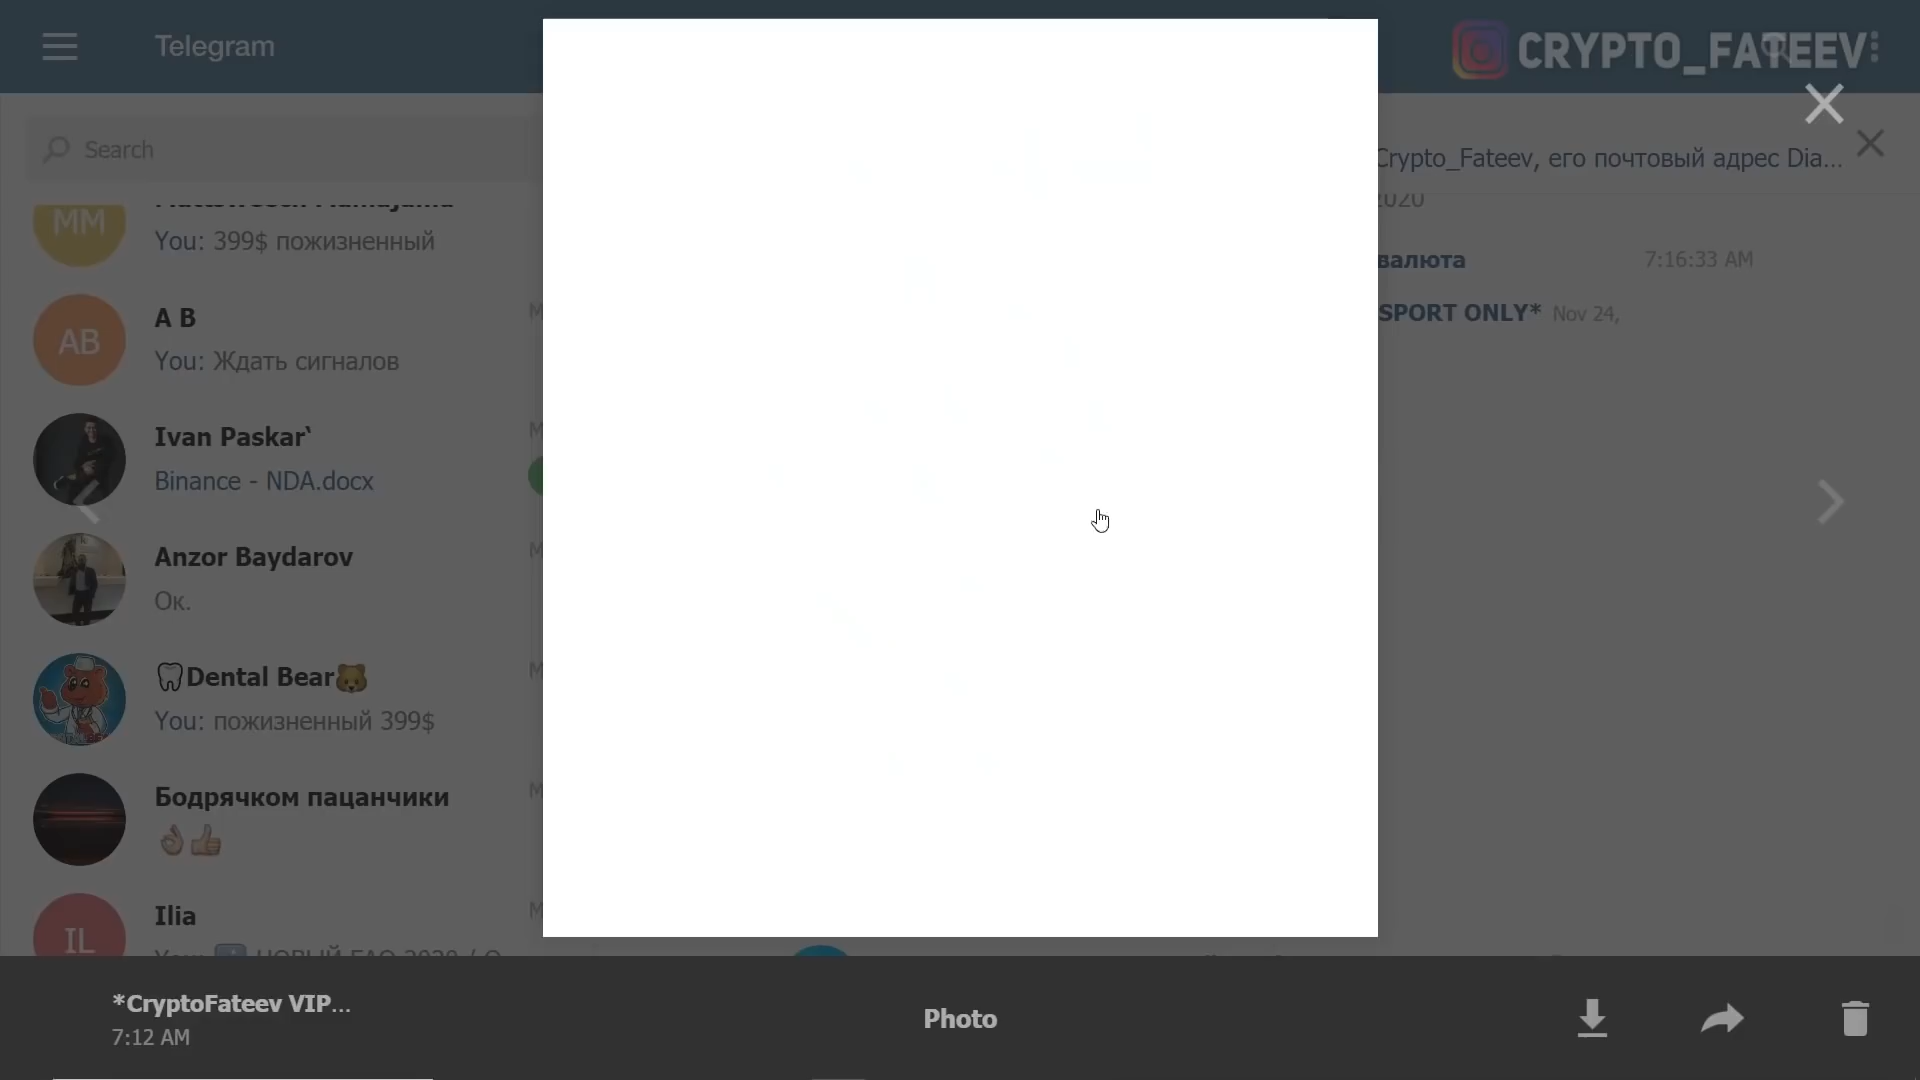 Telegram
CRYPTO_FATEEV
Search
Crypto_Fateev, его почтовый адрес Dia...
2020
MM
You: 399$ пожизненный
валюта
7:16:33 AM
A B
AB
You: Ждать сигналов
SPORT ONLY* Nov 24,
Ivan Paskar‛
Binance - NDA.docx
Anzor Baydarov
Ок.
Dental Bear
You: пожизненный 399$
Бодрячком пацанчики
Ilia
IL
*CryptoFateev VIP...
7:12 AM
Photo